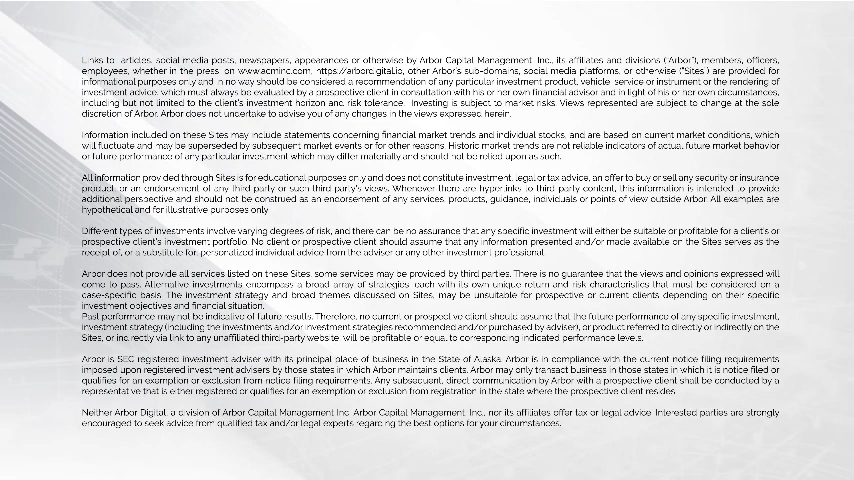 Links to: articles, social media posts, newspapers, appearances or otherwise by Arbor Capital Management, Inc., its affiliates and divisions ("Arbor"), members, officers,
employees, whether in the press, on www.acminc.com, https://arbordigital.io, other Arbor's sub-domains, social media platforms, or otherwise ("Sites") are provided for
informational purposes only and in no way should be considered a recommendation of any particular investment product, vehicle, service or instrument or the rendering of
investment advice, which must always be evaluated by a prospective client in consultation with his or her own financial advisor and in light of his or her own circumstances,
including but not limited to the client's investment horizon and risk tolerance. Investing is subject to market risks. Views represented are subject to change at the sole
discretion of Arbor. Arbor does not undertake to advise you of any changes in the views expressed herein.
Information included on these Sites may include statements concerning financial market trends and individual stocks, and are based on current market conditions, which
will fluctuate and may be superseded by subsequent market events or for other reasons. Historic market trends are not reliable indicators of actual future market behavior
or future performance of any particular investment which may differ materially and should not be relied upon as such.
All information provided through Sites is for educational purposes only and does not constitute investment, legal or tax advice, an offer to buy or sell any security or insurance
product; or an endorsement of any third party or such third party's views. Whenever there are hyperlinks to third-party content, this information is intended to provide
additional perspective and should not be construed as an endorsement of any services, products, guidance, individuals or points of view outside Arbor. All examples are
hypothetical and for illustrative purposes only.
Different types of investments involve varying degrees of risk, and there can be no assurance that any specific investment will either be suitable or profitable for a client's or
prospective client's investment portfolio. No client or prospective client should assume that any information presented and/or made available on the Sites serves as the
receipt of, or a substitute for, personalized individual advice from the adviser or any other investment professional.
Arbor does not provide all services listed on these Sites, some services may be provided by third parties. There is no guarantee that the views and opinions expressed will
come to pass. Alternative investments encompass a broad array of strategies, each with its own unique return and risk characteristics that must be considered on a
case-specific basis. The investment strategy and broad themes discussed on Sites, may be unsuitable for prospective or current clients depending on their specific
investment objectives and financial situation.
Past performance may not be indicative of future results. Therefore, no current or prospective client should assume that the future performance of any specific investment,
investment strategy (including the investments and/or investment strategies recommended and/or purchased by adviser), or product referred to directly or indirectly on the
Sites, or indirectly via link to any unaffiliated third-party website, will be profitable or equal to corresponding indicated performance levels.
Arbor is SEC registered investment adviser with its principal place of business in the State of Alaska. Arbor is in compliance with the current notice filing requirements
imposed upon registered investment advisers by those states in which Arbor maintains clients. Arbor may only transact business in those states in which it is notice filed or
qualifies for an exemption or exclusion from notice filing requirements. Any subsequent, direct communication by Arbor with a prospective client shall be conducted by a
representative that is either registered or qualifies for an exemption or exclusion from registration in the state where the prospective client resides.
Neither Arbor Digital, a division of Arbor Capital Management Inc, Arbor Capital Management, Inc., nor its affiliates offer tax or legal advice. Interested parties are strongly
encouraged to seek advice from qualified tax and/or legal experts regarding the best options for your circumstances.